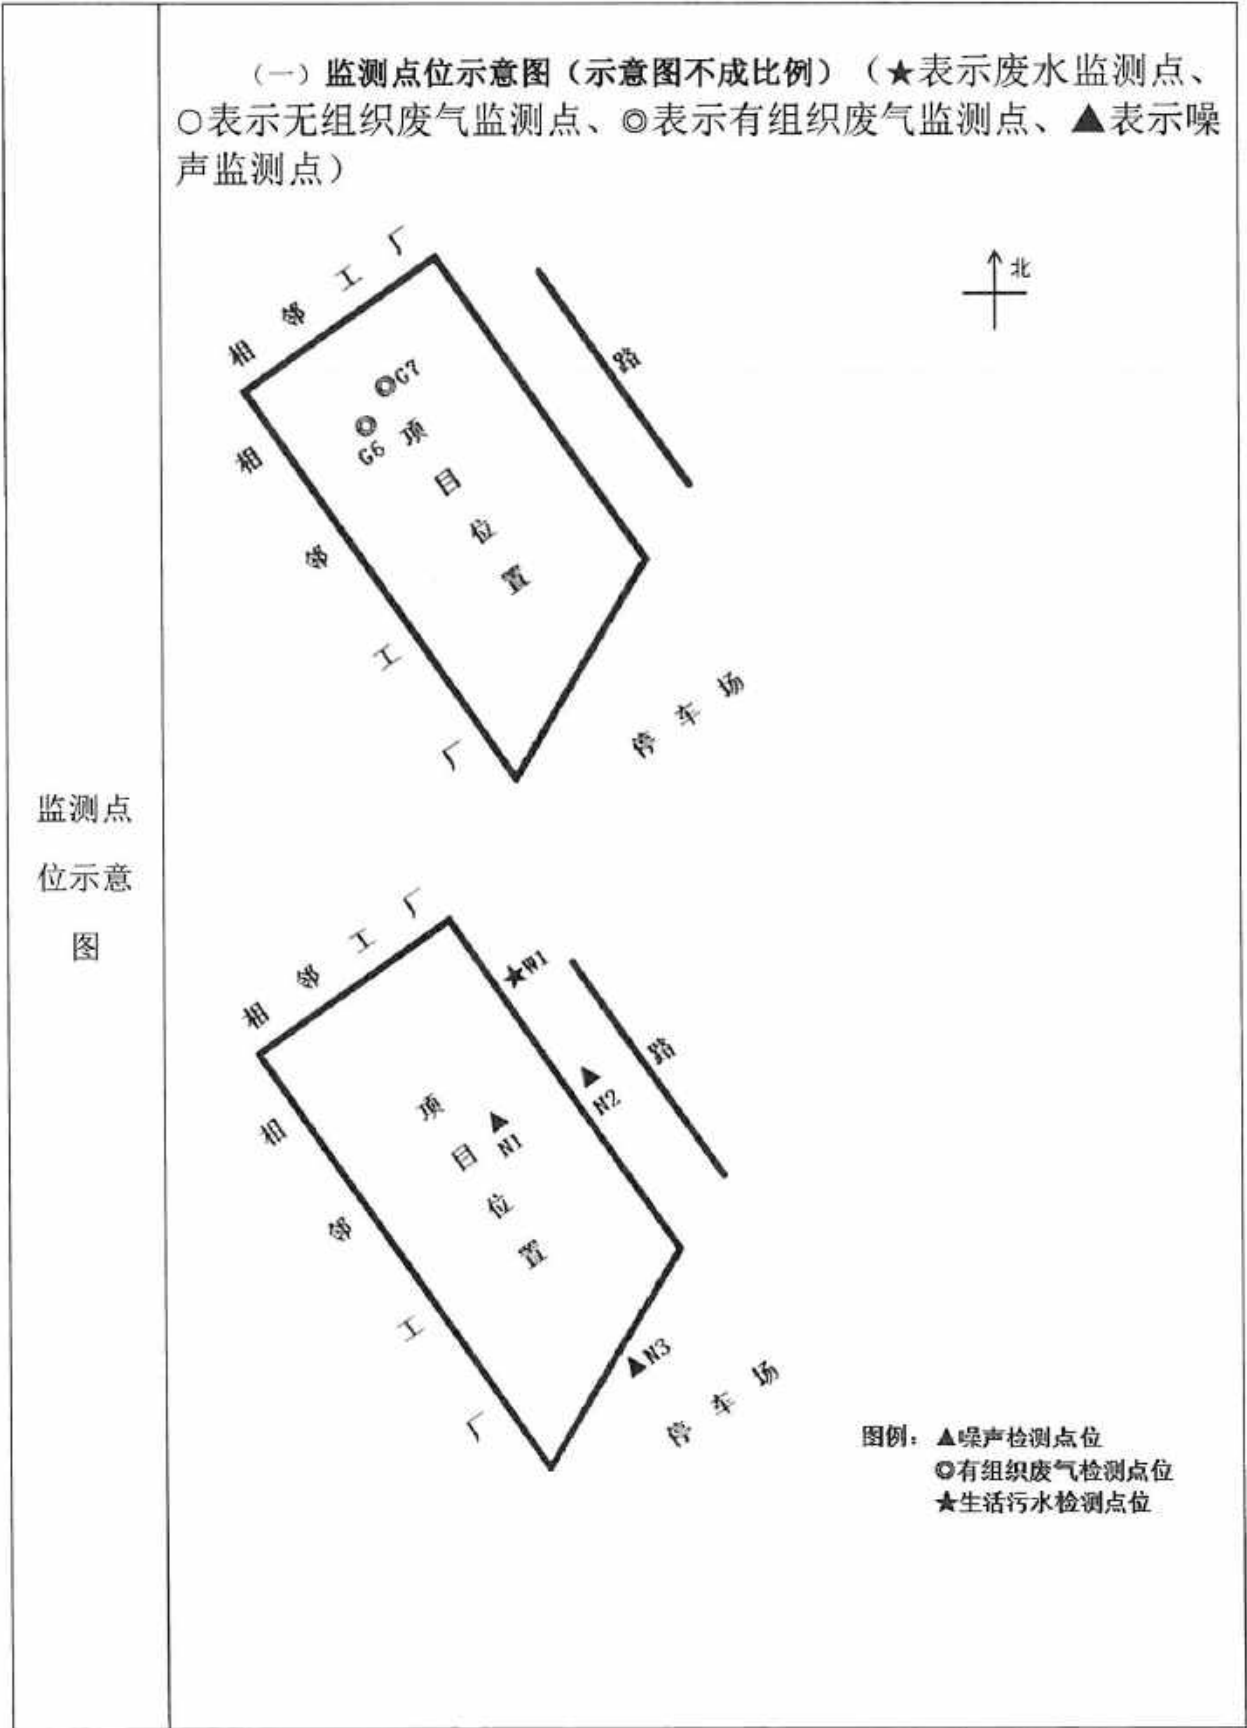 监测点
位示意
图
（一）监测点位示意图（示意图不成比例）（★表示废水监测点、
○表示无组织废气监测点、◎表示有组织废气监测点、▲表示噪
声监测点）
北
相邻工厂
路
◎G7
◎
G6
项目位置
相邻工厂
停车场
相邻工厂
★W1
路
▲
N2
▲
N1
项目位置
相邻工厂
▲N3
停车场
图例：▲噪声检测点位
◎有组织废气检测点位
★生活污水检测点位